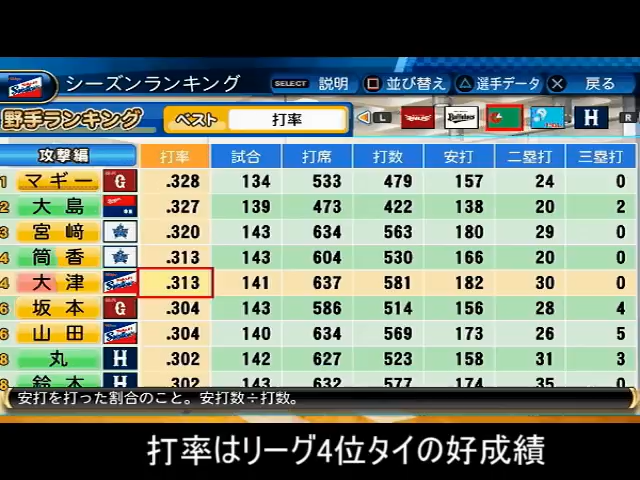 シーズンランキング SELECT 説明 並び替え 選手データ 戻る
野手ランキング ベスト 打率 L Buffaloes H R
攻撃編 打率 試合 打席 打数 安打 二塁打 三塁打
1 マギー G .328 134 533 479 157 24 0
2 大島 .327 139 473 422 138 20 2
3 宮﨑 .320 143 634 563 180 29 0
4 筒香 .313 143 604 530 166 20 0
4 大津 .313 141 637 581 182 30 0
6 坂本 G .304 143 586 514 156 28 4
6 山田 .304 140 634 569 173 26 5
8 丸 H .302 142 627 523 158 31 3
8 鈴木 H .302 143 632 577 174 35 0
安打を打った割合のこと。安打数÷打数。
打率はリーグ4位タイの好成績